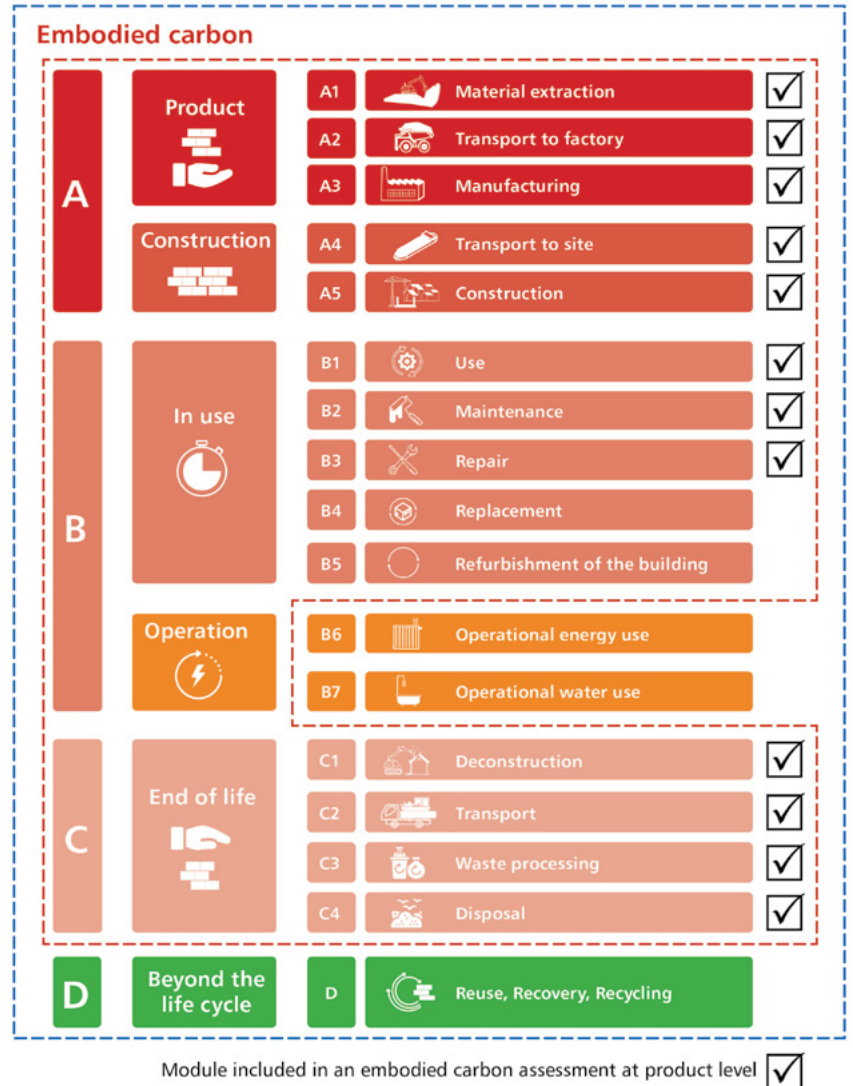 Embodied carbon
A
Product
A1 Material extraction
A2 Transport to factory
A3 Manufacturing
Construction
A4 Transport to site
A5 Construction
B
In use
B1 Use
B2 Maintenance
B3 Repair
B4 Replacement
B5 Refurbishment of the building
Operation
B6 Operational energy use
B7 Operational water use
C
End of life
C1 Deconstruction
C2 Transport
C3 Waste processing
C4 Disposal
D
Beyond the
life cycle
D Reuse, Recovery, Recycling
Module included in an embodied carbon assessment at product level